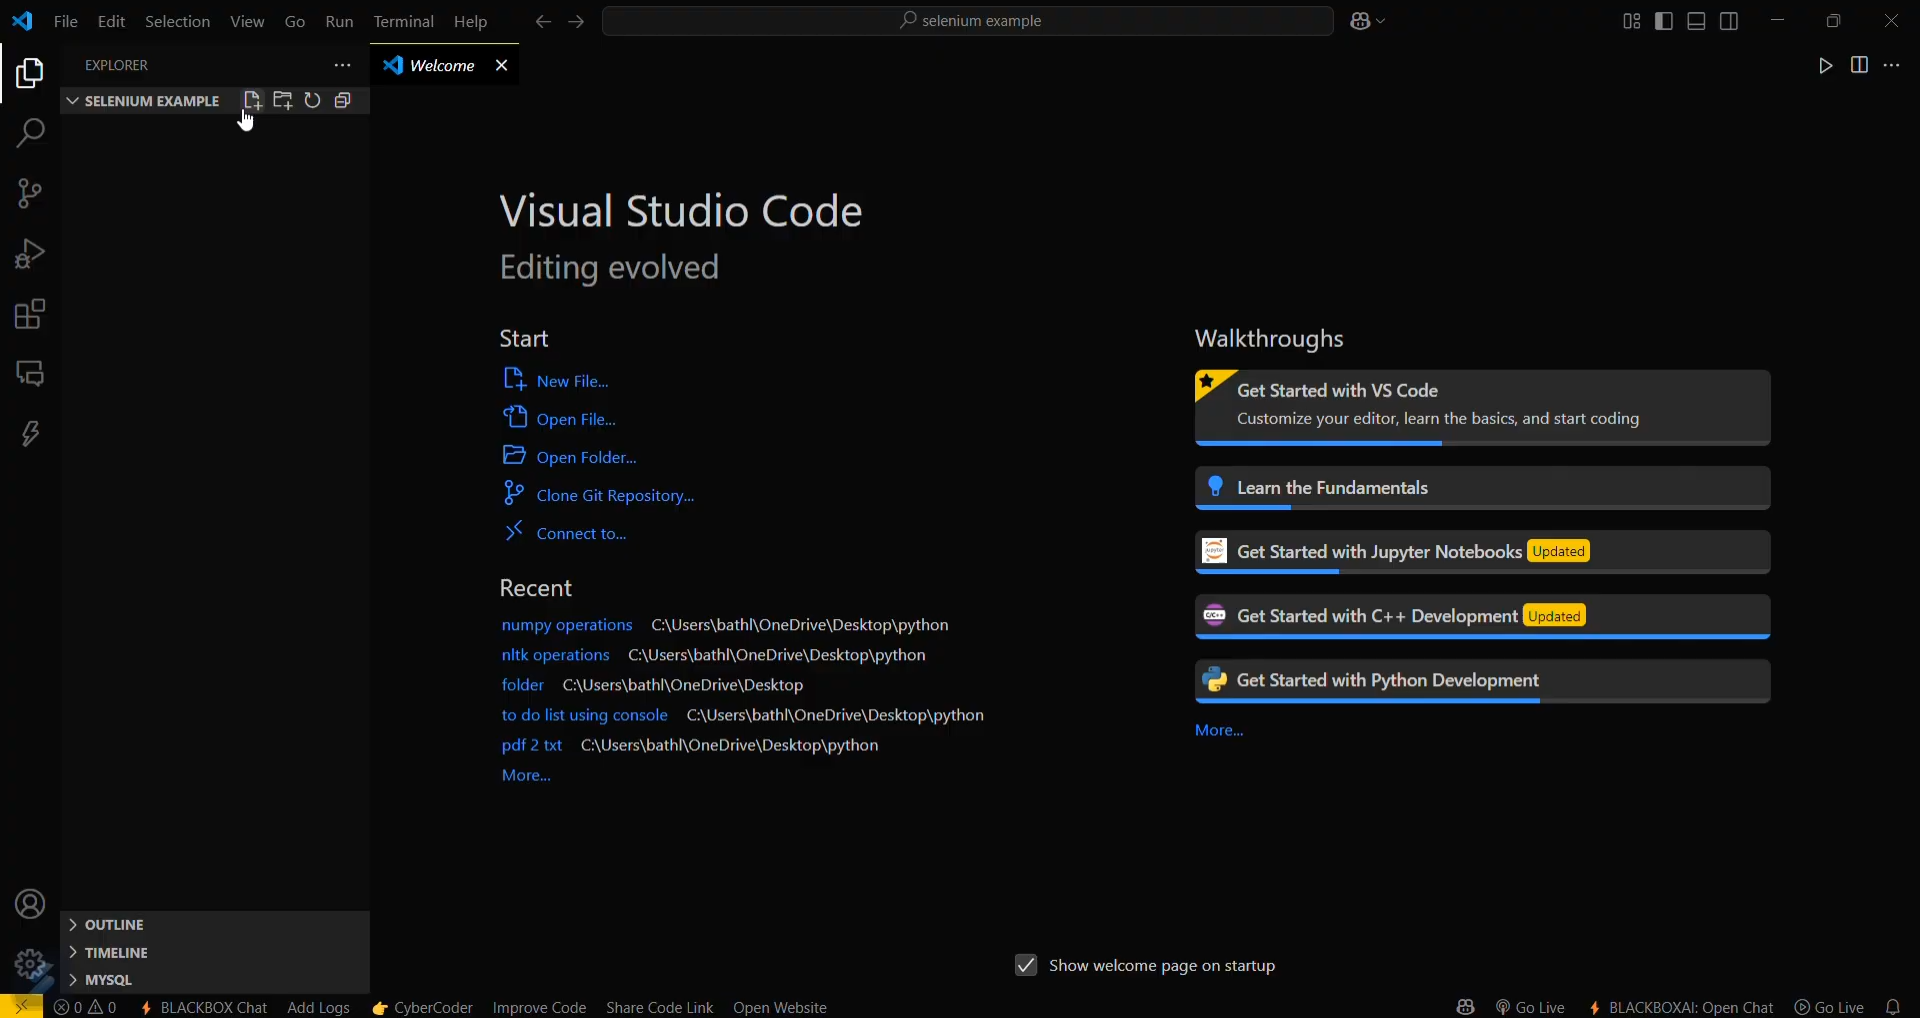 File Edit Selection View Go Run Terminal Help selenium example
EXPLORER
Welcome
SELENIUM EXAMPLE
Visual Studio Code
Editing evolved
Start
New File...
Open File...
Open Folder...
Clone Git Repository...
Connect to...
Recent
numpy operations C:\Users\bathl\OneDrive\Desktop\python
nltk operations C:\Users\bathl\OneDrive\Desktop\python
folder C:\Users\bathl\OneDrive\Desktop
to do list using console C:\Users\bathl\OneDrive\Desktop\python
pdf 2 txt C:\Users\bathl\OneDrive\Desktop\python
More...
Walkthroughs
Get Started with VS Code
Customize your editor, learn the basics, and start coding
Learn the Fundamentals
Get Started with Jupyter Notebooks Updated
Get Started with C++ Development Updated
Get Started with Python Development
More...
OUTLINE
TIMELINE
MYSQL
Show welcome page on startup
0 0 BLACKBOX Chat Add Logs CyberCoder Improve Code Share Code Link Open Website Go Live BLACKBOXAI: Open Chat Go Live